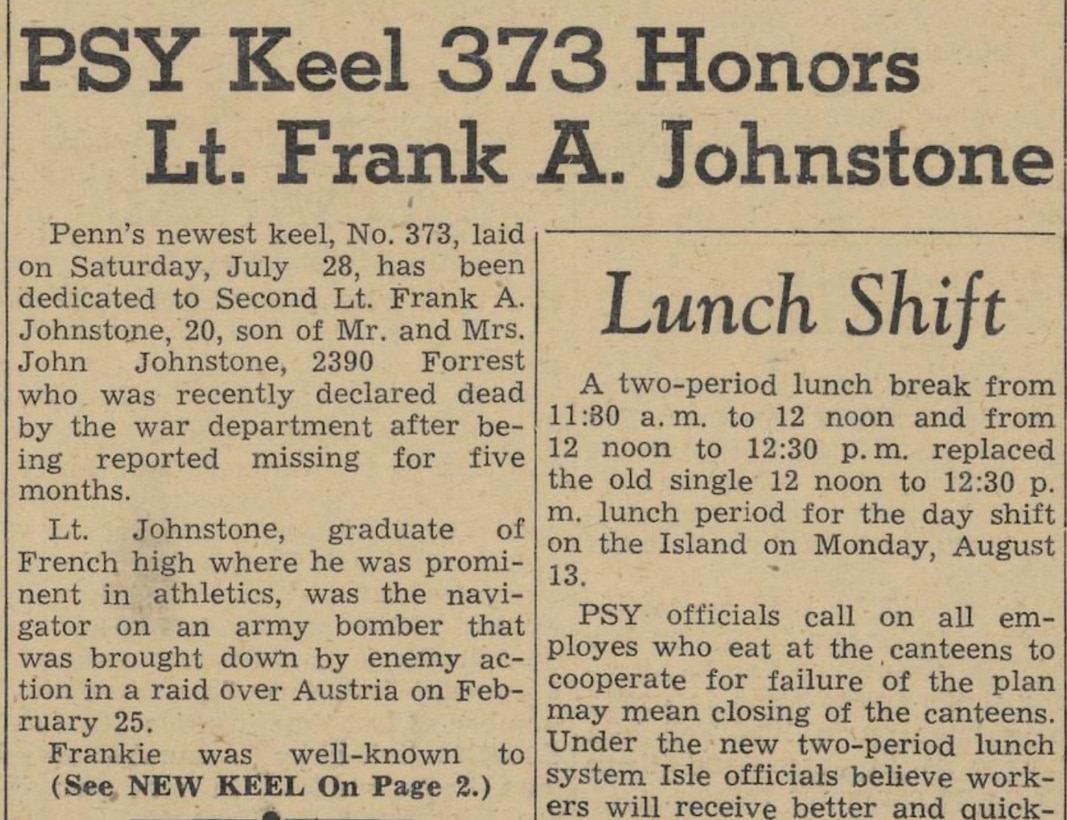 PSY Keel 373 Honors
Lt. Frank A. Johnstone
Penn's newest keel, No. 373, laid
on Saturday, July 28, has been
dedicated to Second Lt. Frank A.
Johnstone, 20, son of Mr. and Mrs.
John Johnstone, 2390 Forrest
who was recently declared dead
by the war department after be-
ing reported missing for five
months.
Lt. Johnstone, graduate of
French high where he was promi-
nent in athletics, was the navi-
gator on an army bomber that
was brought down by enemy ac-
tion in a raid over Austria on Feb-
ruary 25.
Frankie was well-known to
(See NEW KEEL On Page 2.)
Lunch Shift
A two-period lunch break from
11:30 a. m. to 12 noon and from
12 noon to 12:30 p. m. replaced
the old single 12 noon to 12:30 p.
m. lunch period for the day shift
on the Island on Monday, August
13.
PSY officials call on all em-
ployes who eat at the canteens to
cooperate for failure of the plan
may mean closing of the canteens.
Under the new two-period lunch
system Isle officials believe work-
ers will receive better and quick-